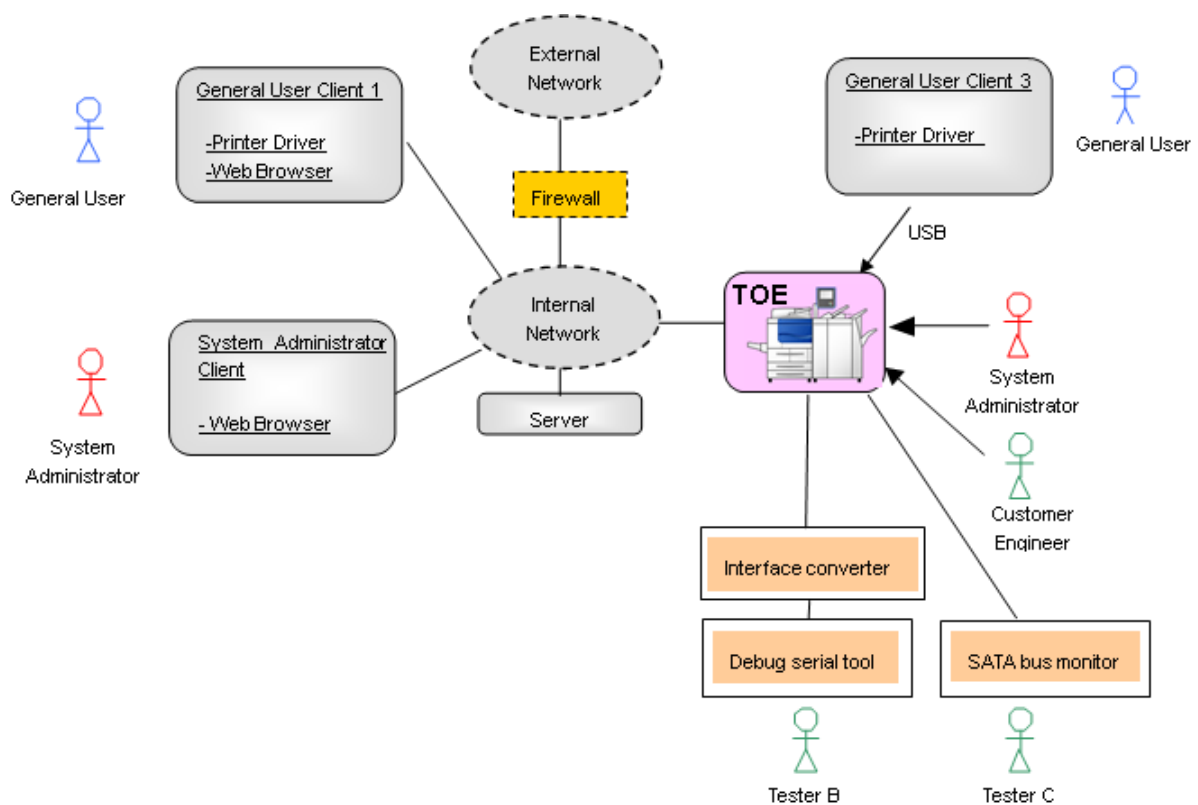 External
Network
General User Client 1
-Printer Driver
-Web Browser
General User
General User Client 3
-Printer Driver
General User
Firewall
USB
Internal
Network
TOE
System Administrator
Client
- Web Browser
System
Administrator
Server
System
Administrator
Customer
Engineer
Interface converter
Debug serial tool
SATA bus monitor
Tester B
Tester C